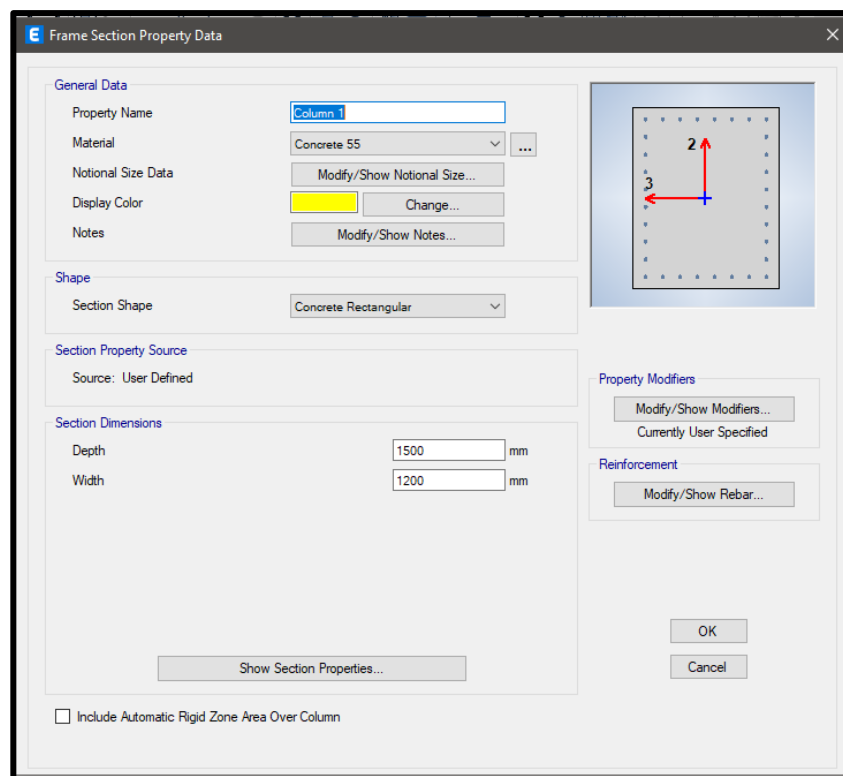 E Frame Section Property Data
General Data
Property Name Column 1
Material Concrete 55 ...
Notional Size Data Modify/Show Notional Size...
Display Color Change...
Notes Modify/Show Notes...
2
3
Shape
Section Shape Concrete Rectangular
Section Property Source
Source: User Defined
Property Modifiers
Modify/Show Modifiers...
Currently User Specified
Section Dimensions
Depth 1500 mm
Width 1200 mm
Reinforcement
Modify/Show Rebar...
OK
Show Section Properties...
Cancel
Include Automatic Rigid Zone Area Over Column